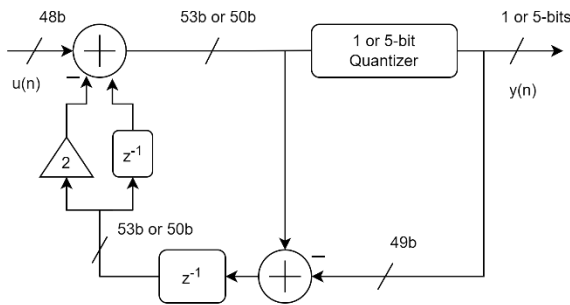 48b
53b or 50b
1 or 5-bits
+
1 or 5-bit
Quantizer
u(n)
−
y(n)
2
z⁻¹
53b or 50b
−
49b
z⁻¹
+